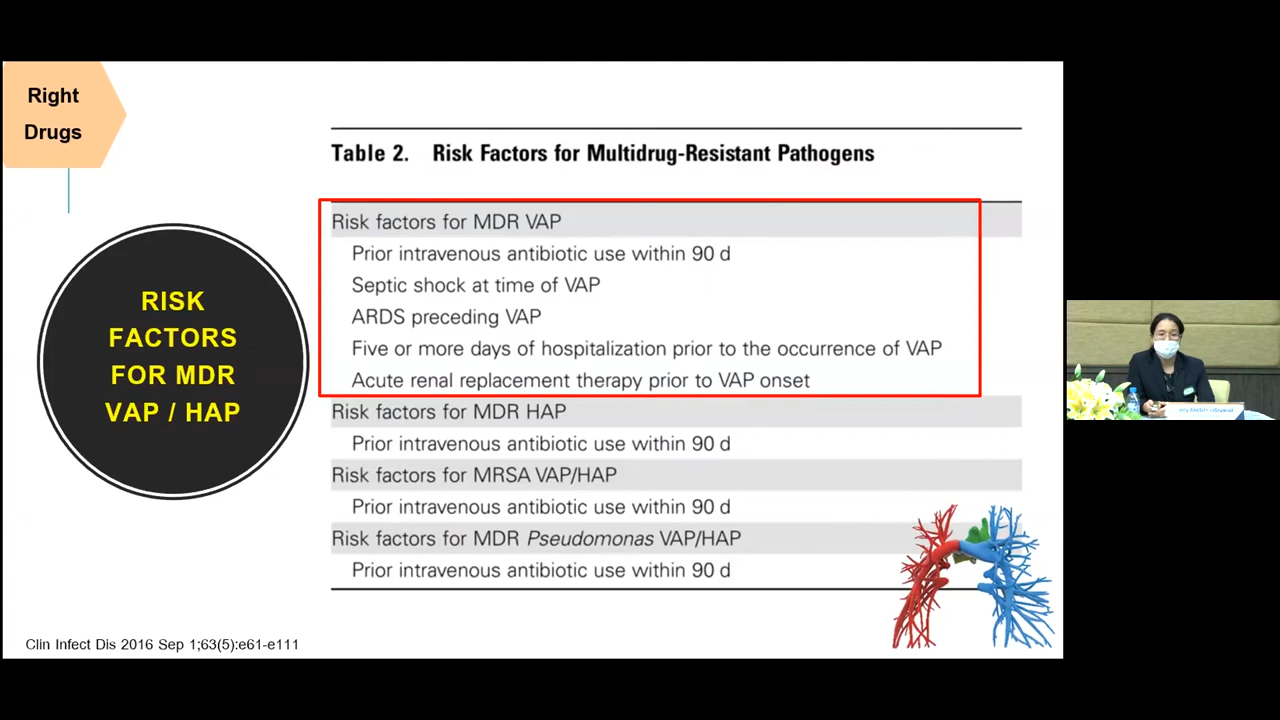 Right
Drugs
RISK
FACTORS
FOR MDR
VAP / HAP
Table 2. Risk Factors for Multidrug-Resistant Pathogens
Risk factors for MDR VAP
Prior intravenous antibiotic use within 90 d
Septic shock at time of VAP
ARDS preceding VAP
Five or more days of hospitalization prior to the occurrence of VAP
Acute renal replacement therapy prior to VAP onset
Risk factors for MDR HAP
Prior intravenous antibiotic use within 90 d
Risk factors for MRSA VAP/HAP
Prior intravenous antibiotic use within 90 d
Risk factors for MDR Pseudomonas VAP/HAP
Prior intravenous antibiotic use within 90 d
Clin Infect Dis 2016 Sep 1;63(5):e61-e111